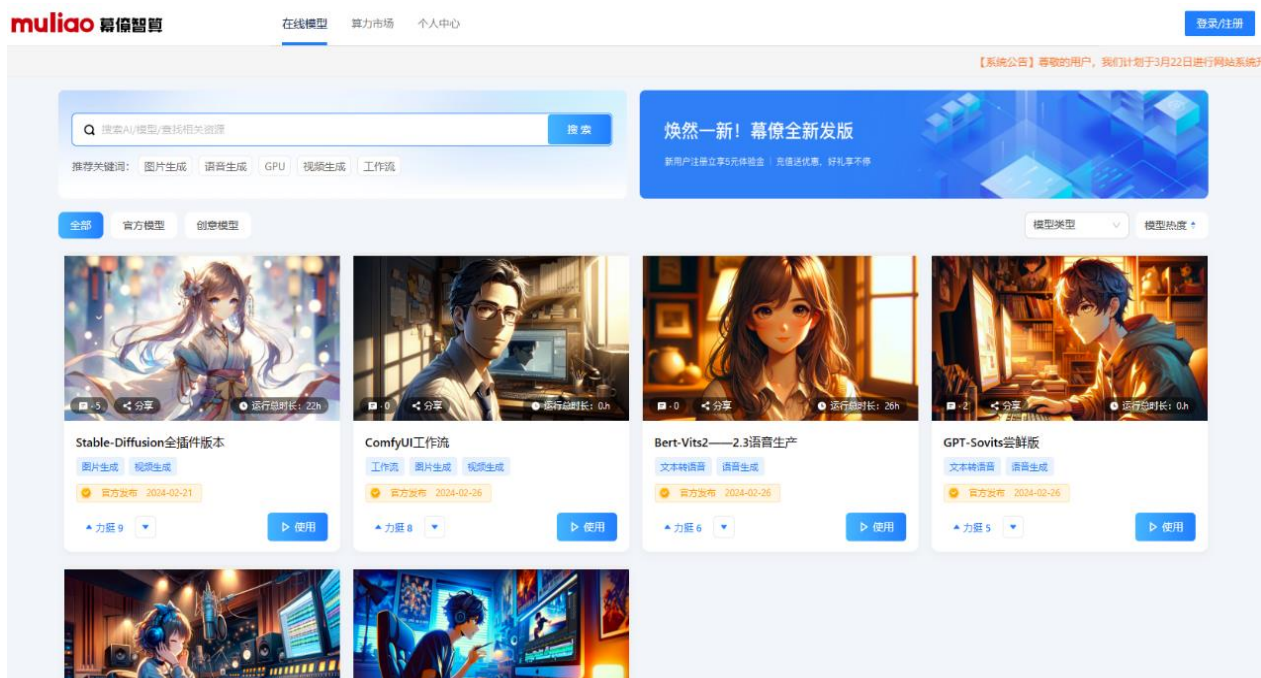 muliao 幕僚智算
在线模型 算力市场 个人中心 登录/注册
【系统公告】尊敬的用户，我们计划于3月22日进行网站系统
搜索AI/模型/查找相关资源 搜索
推荐关键词： 图片生成 语音生成 GPU 视频生成 工作流
焕然一新！幕僚全新发版
新用户注册立享5元体验金 | 充值送优惠，好礼享不停
全部 官方模型 创意模型 模型类型 模型热度
5 分享 运行总时长：22h
0 分享 运行总时长：0.h
0 分享 运行总时长：26h
2 分享 运行总时长：0.h
Stable-Diffusion全插件版本
图片生成 视频生成
官方发布 2024-02-21
力挺 9 使用
ComfyUI工作流
工作流 图片生成 视频生成
官方发布 2024-02-26
力挺 8 使用
Bert-Vits2——2.3语音生产
文本转语音 语音生成
官方发布 2024-02-26
力挺 6 使用
GPT-Sovits尝鲜版
文本转语音 语音生成
官方发布 2024-02-26
力挺 5 使用